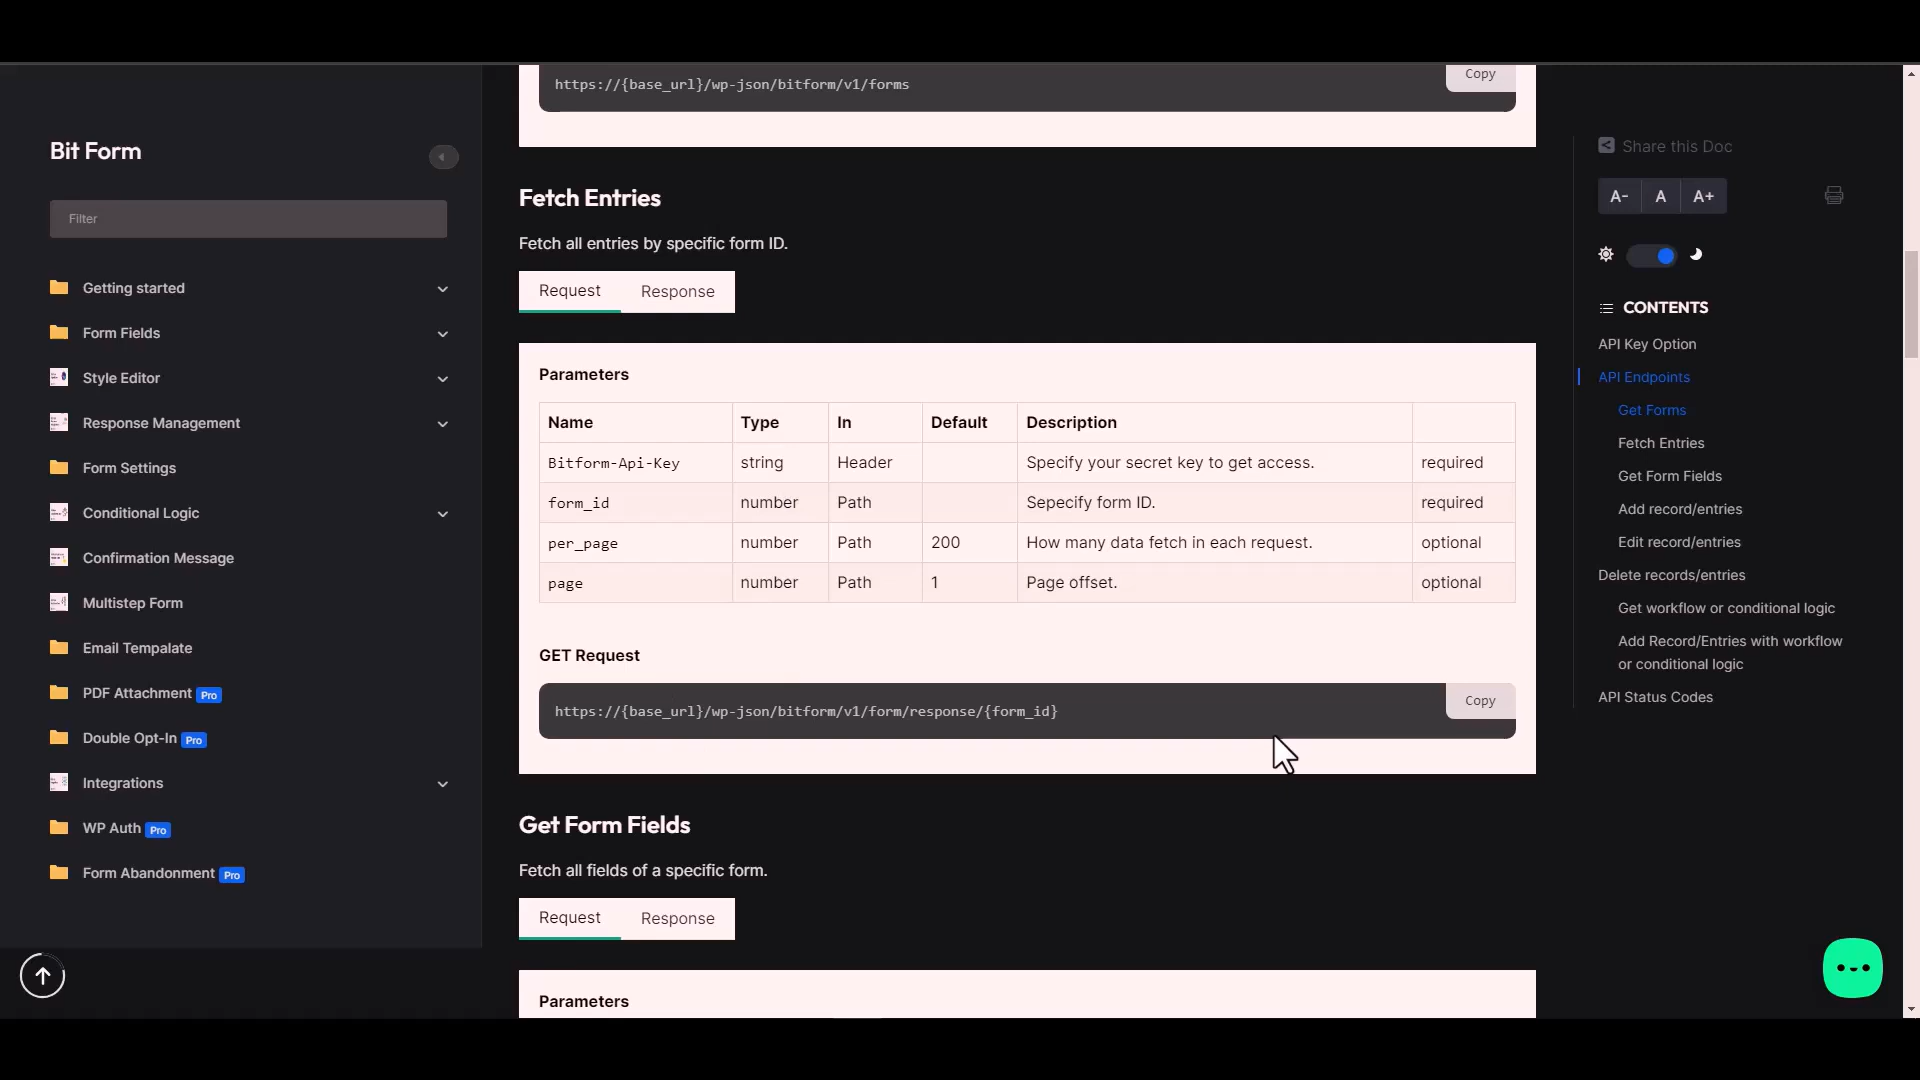 Bit Form
Filter
Getting started
Form Fields
Style Editor
Response Management
Form Settings
Conditional Logic
Confirmation Message
Multistep Form
Email Tempalate
PDF Attachment Pro
Double Opt-In Pro
Integrations
WP Auth Pro
Form Abandonment Pro
https://{base_url}/wp-json/bitform/v1/forms
Copy
Fetch Entries
Fetch all entries by specific form ID.
Request Response
Parameters
Name Type In Default Description
Bitform-Api-Key string Header Specify your secret key to get access. required
form_id number Path Sepecify form ID. required
per_page number Path 200 How many data fetch in each request. optional
page number Path 1 Page offset. optional
GET Request
https://{base_url}/wp-json/bitform/v1/form/response/{form_id}
Copy
Get Form Fields
Fetch all fields of a specific form.
Request Response
Parameters
Share this Doc
A- A A+
CONTENTS
API Key Option
API Endpoints
Get Forms
Fetch Entries
Get Form Fields
Add record/entries
Edit record/entries
Delete records/entries
Get workflow or conditional logic
Add Record/Entries with workflow
or conditional logic
API Status Codes